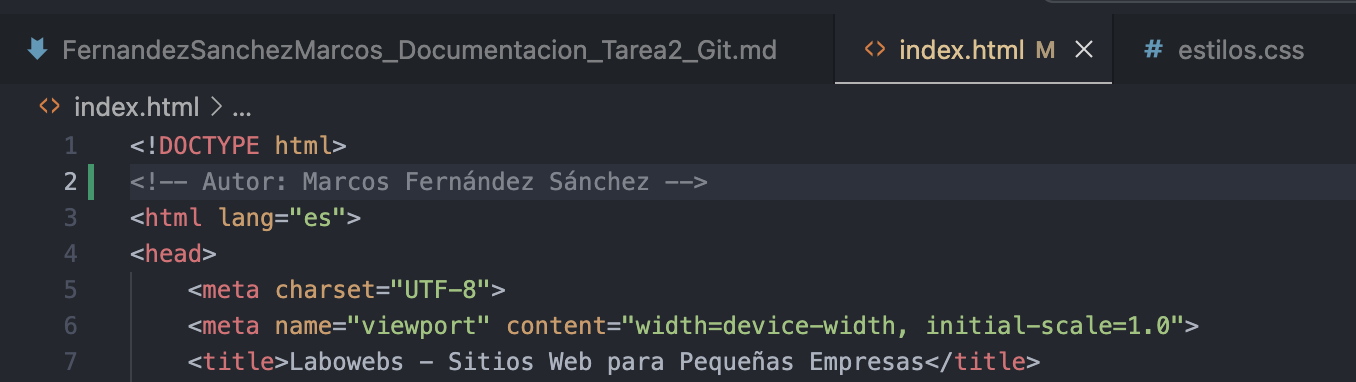 FernandezSanchezMarcos_Documentacion_Tarea2_Git.md index.html M # estilos.css
index.html > ...
1 <!DOCTYPE html>
2 <!-- Autor: Marcos Fernández Sánchez -->
3 <html lang="es">
4 <head>
5 <meta charset="UTF-8">
6 <meta name="viewport" content="width=device-width, initial-scale=1.0">
7 <title>Labowebs - Sitios Web para Pequeñas Empresas</title>